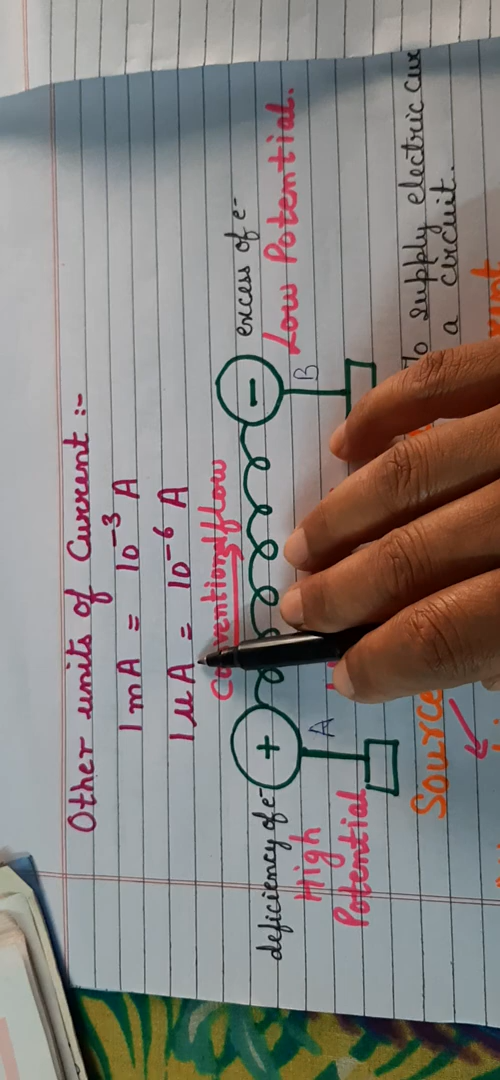 Other units of Current :-
1 mA = 10⁻³ A
1 μA = 10⁻⁶ A
Conventional flow
+
−
deficiency of e-
excess of e-
High
Potential
Low Potential.
A
B
Source
To supply electric
a circuit.